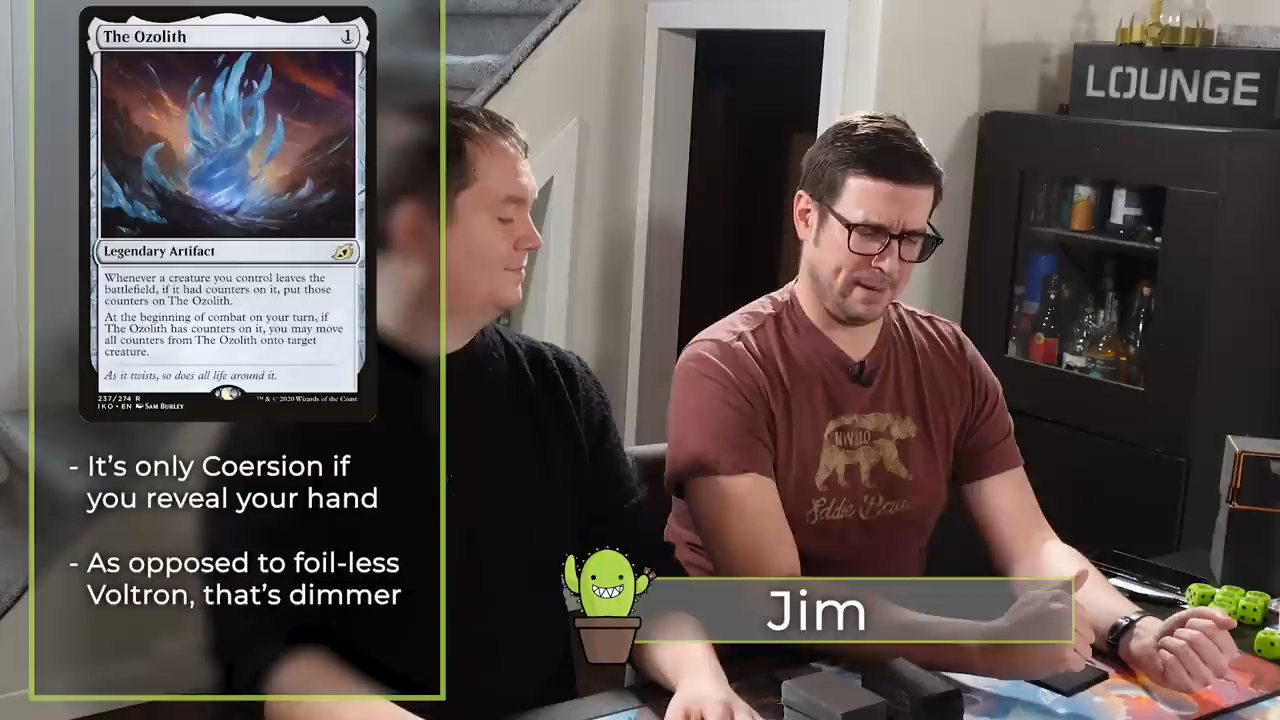 The Ozolith 1
Legendary Artifact
Whenever a creature you control leaves the
battlefield, if it had counters on it, put those
counters on The Ozolith.
At the beginning of combat on your turn, if
The Ozolith has counters on it, you may move
all counters from The Ozolith onto target
creature.
As it twists, so does all life around it.
237/274 R
IKO • EN SAM BURLEY
™ & © 2020 Wizards of the Coast
- It's only Coersion if
you reveal your hand
- As opposed to foil-less
Voltron, that's dimmer
LOUNGE
Eddie
Jim